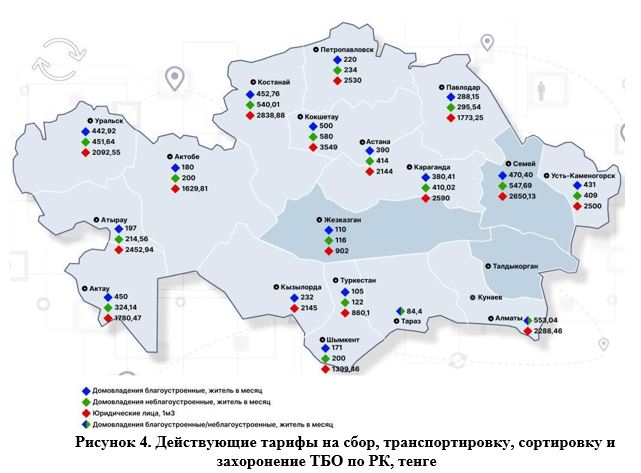 Петропавловск
220
234
2530
Костанай
452,76
540,01
2838,88
Павлодар
288,15
295,54
1773,25
Кокшетау
500
580
3549
Уральск
442,92
451,64
2092,55
Астана
390
414
2144
Актобе
180
200
1629,81
Караганда
380,41
410,02
2590
Семей
470,40
547,69
2650,13
Усть-Каменогорск
431
409
2500
Атырау
197
214,56
2452,94
Жезказган
110
116
902
Талдыкорган
Актау
450
324,14
1780,47
Кызылорда
232
2145
Туркестан
105
122
860,1
Кунаев
84,4
Тараз
Алматы
553,04
2288,46
Шымкент
171
200
1399,46
Домовладения благоустроенные, житель в месяц
Домовладения неблагоустроенные, житель в месяц
Юридические лица, 1м3
Домовладения благоустроенные/неблагоустроенные, житель в месяц
Рисунок 4. Действующие тарифы на сбор, транспортировку, сортировку и
захоронение ТБО по РК, тенге